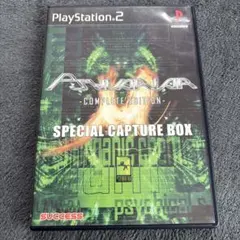 PlayStation.2
PSYVARIAR
-COMPLETE EDITION-
SPECIAL CAPTURE BOX
SUCCESS